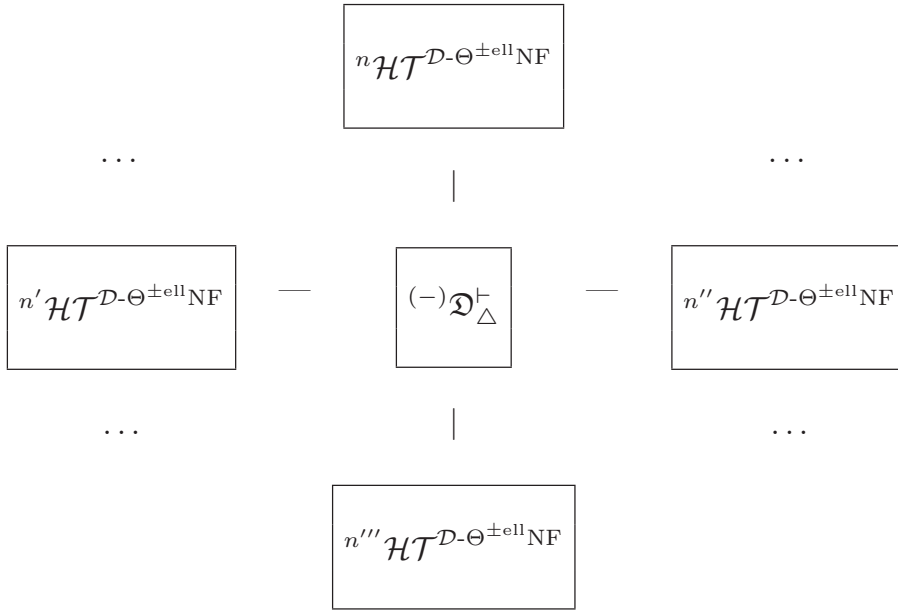 ⁿ𝓗𝓣^{𝒟-Θ^{±ell}NF}
… …
|
^{n′}𝓗𝓣^{𝒟-Θ^{±ell}NF} — ^{(−)}𝔇^{⊢}_{△} — ^{n″}𝓗𝓣^{𝒟-Θ^{±ell}NF}
… | …
^{n‴}𝓗𝓣^{𝒟-Θ^{±ell}NF}